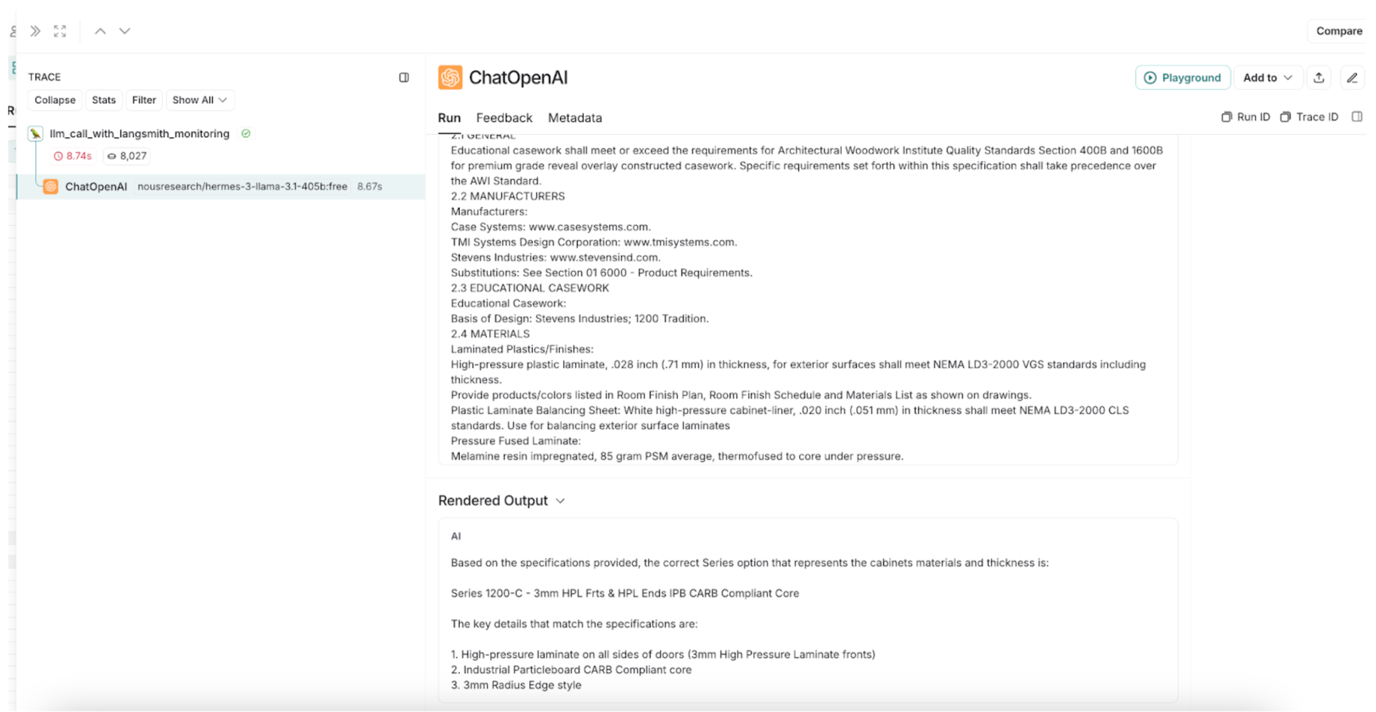 Compare
TRACE
Collapse
Stats
Filter
Show All
llm_call_with_langsmith_monitoring
8.74s
8,027
ChatOpenAI nousresearch/hermes-3-llama-3.1-405b:free 8.67s
ChatOpenAI
Playground
Add to
Run
Feedback
Metadata
Run ID
Trace ID
2.1 GENERAL
Educational casework shall meet or exceed the requirements for Architectural Woodwork Institute Quality Standards Section 400B and 1600B
for premium grade reveal overlay constructed casework. Specific requirements set forth within this specification shall take precedence over
the AWI Standard.
2.2 MANUFACTURERS
Manufacturers:
Case Systems: www.casesystems.com.
TMI Systems Design Corporation: www.tmisystems.com.
Stevens Industries: www.stevensind.com.
Substitutions: See Section 01 6000 - Product Requirements.
2.3 EDUCATIONAL CASEWORK
Educational Casework:
Basis of Design: Stevens Industries; 1200 Tradition.
2.4 MATERIALS
Laminated Plastics/Finishes:
High-pressure plastic laminate, .028 inch (.71 mm) in thickness, for exterior surfaces shall meet NEMA LD3-2000 VGS standards including
thickness.
Provide products/colors listed in Room Finish Plan, Room Finish Schedule and Materials List as shown on drawings.
Plastic Laminate Balancing Sheet: White high-pressure cabinet-liner, .020 inch (.051 mm) in thickness shall meet NEMA LD3-2000 CLS
standards. Use for balancing exterior surface laminates
Pressure Fused Laminate:
Melamine resin impregnated, 85 gram PSM average, thermofused to core under pressure.
Rendered Output
AI
Based on the specifications provided, the correct Series option that represents the cabinets materials and thickness is:
Series 1200-C - 3mm HPL Frts & HPL Ends IPB CARB Compliant Core
The key details that match the specifications are:
1. High-pressure laminate on all sides of doors (3mm High Pressure Laminate fronts)
2. Industrial Particleboard CARB Compliant core
3. 3mm Radius Edge style